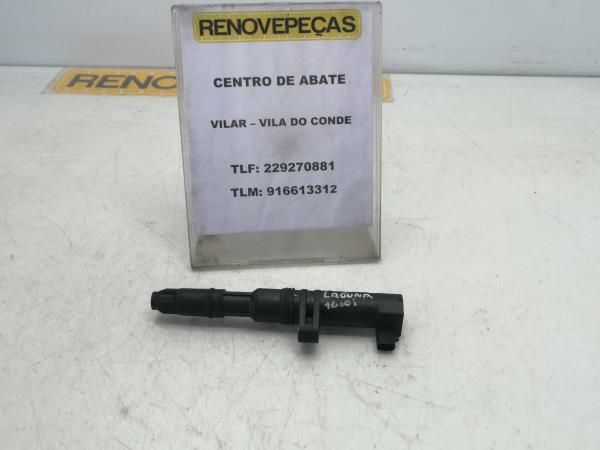 RENOVEPEÇAS
CENTRO DE ABATE
VILAR – VILA DO CONDE
TLF: 229270881
TLM: 916613312
RENO
LAGUNA